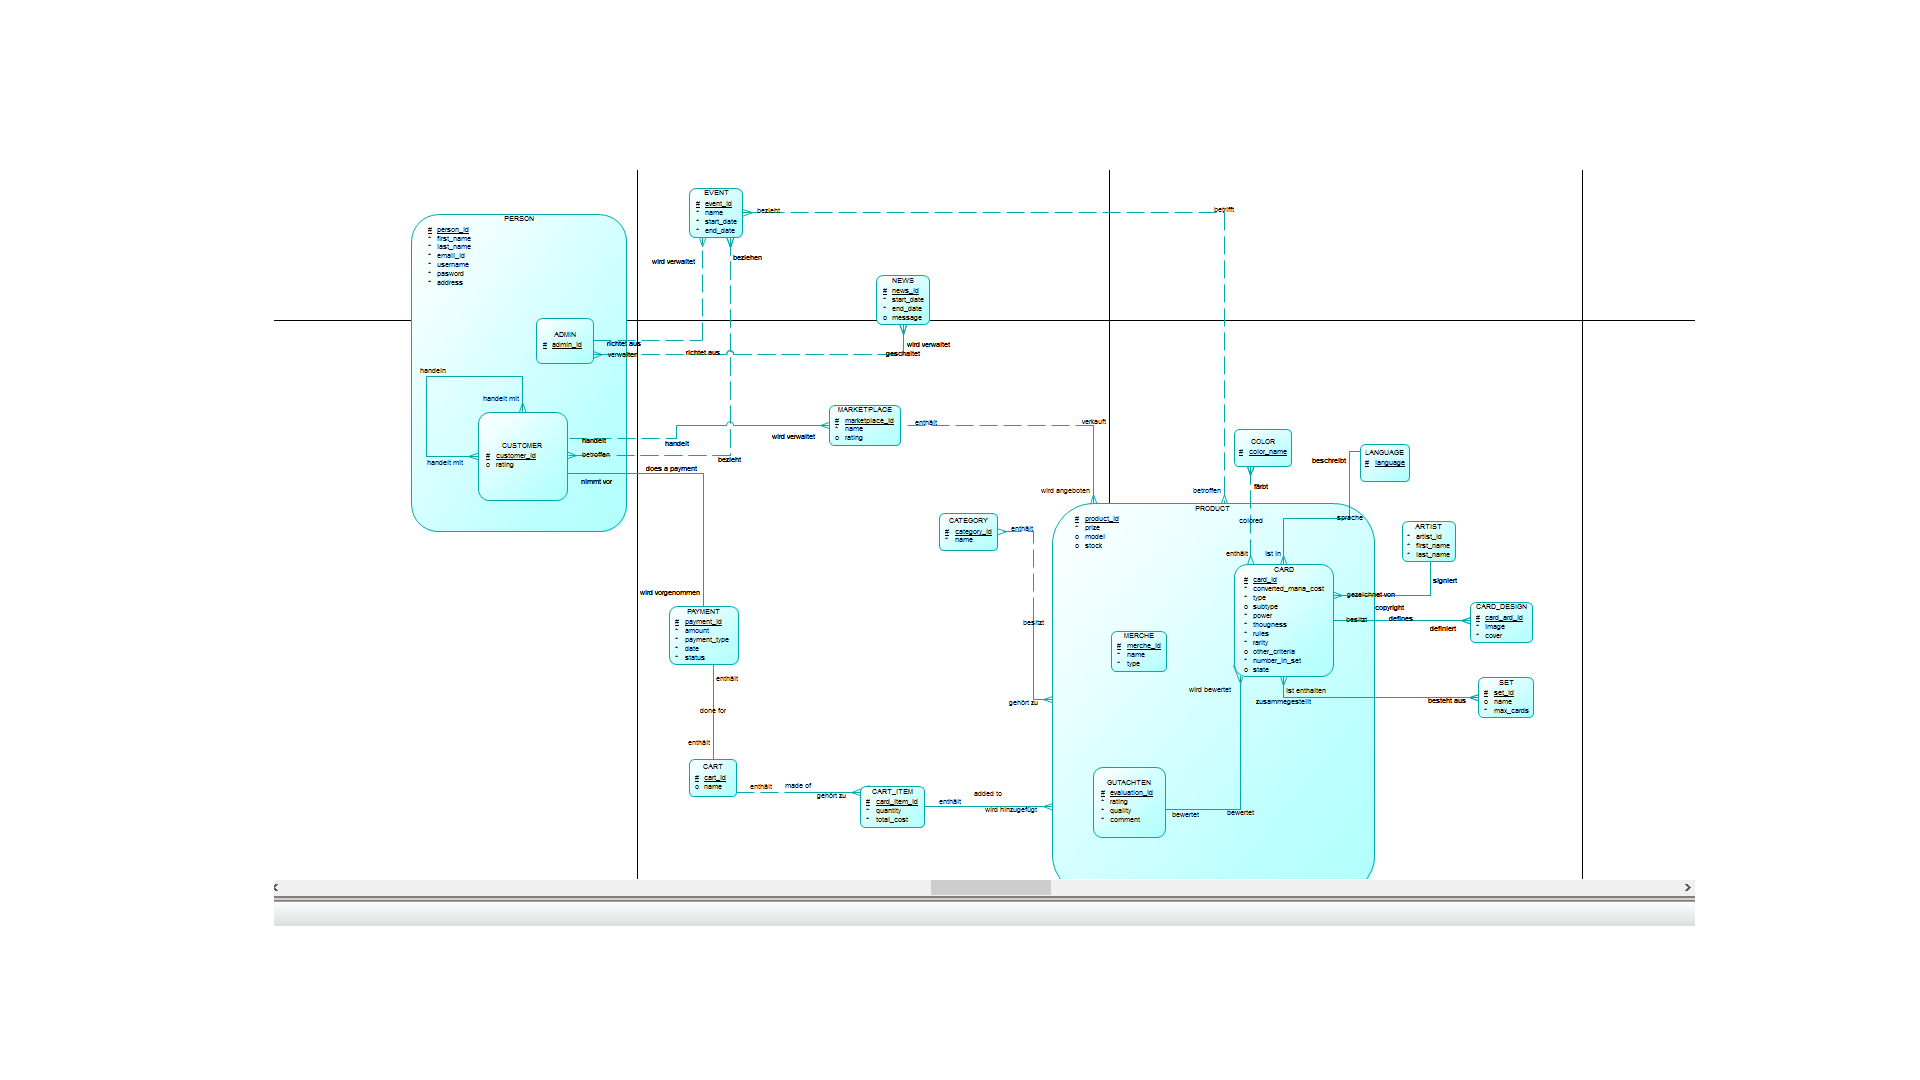 EVENT
# event_id
* name
* start_date
* end_date
bezieht
betrifft
PERSON
# person_id
* first_name
* last_name
* email_id
* username
* pasword
* address
wird verwaltet
beziehen
NEWS
# news_id
* start_date
* end_date
o message
ADMIN
# admin_id
richtet aus
verwalten
richtet aus
wird verwaltet
geschaltet
handeln
handelt mit
handelt mit
CUSTOMER
# customer_id
o rating
handelt
betroffen
handelt
bezieht
does a payment
nimmt vor
wird verwaltet
MARKETPLACE
# marketplace_id
* name
o rating
enthält
verkauft
wird angeboten
betroffen
COLOR
# color_name
färbt
colored
enthält
beschreibt
LANGUAGE
# language
sprache
ist in
CATEGORY
# category_id
* name
enthält
besitzt
gehört zu
PRODUCT
# product_id
* prize
o model
o stock
ARTIST
* artist_id
* first_name
* last_name
signiert
gezeichnet von
copyright
CARD
# card_id
* converted_mana_cost
* type
o subtype
* power
* thougness
* rules
* rarity
o other_criteria
* number_in_set
o state
besitzt
defines
definiert
CARD_DESIGN
# card_ard_id
* image
* cover
MERCHE
# merche_id
* name
* type
wird bewertet
ist enthalten
zusammegestellt
besteht aus
SET
# set_id
o name
* max_cards
wird vorgenommen
PAYMENT
# payment_id
* amount
* payment_type
* date
* status
enthält
done for
enthält
CART
# cart_id
o name
enthält
made of
gehört zu
CART_ITEM
# card_item_id
* quantity
* total_cost
enthält
added to
wird hinzugefügt
GUTACHTEN
# evaluation_id
* rating
* quality
* comment
bewertet
bewertet